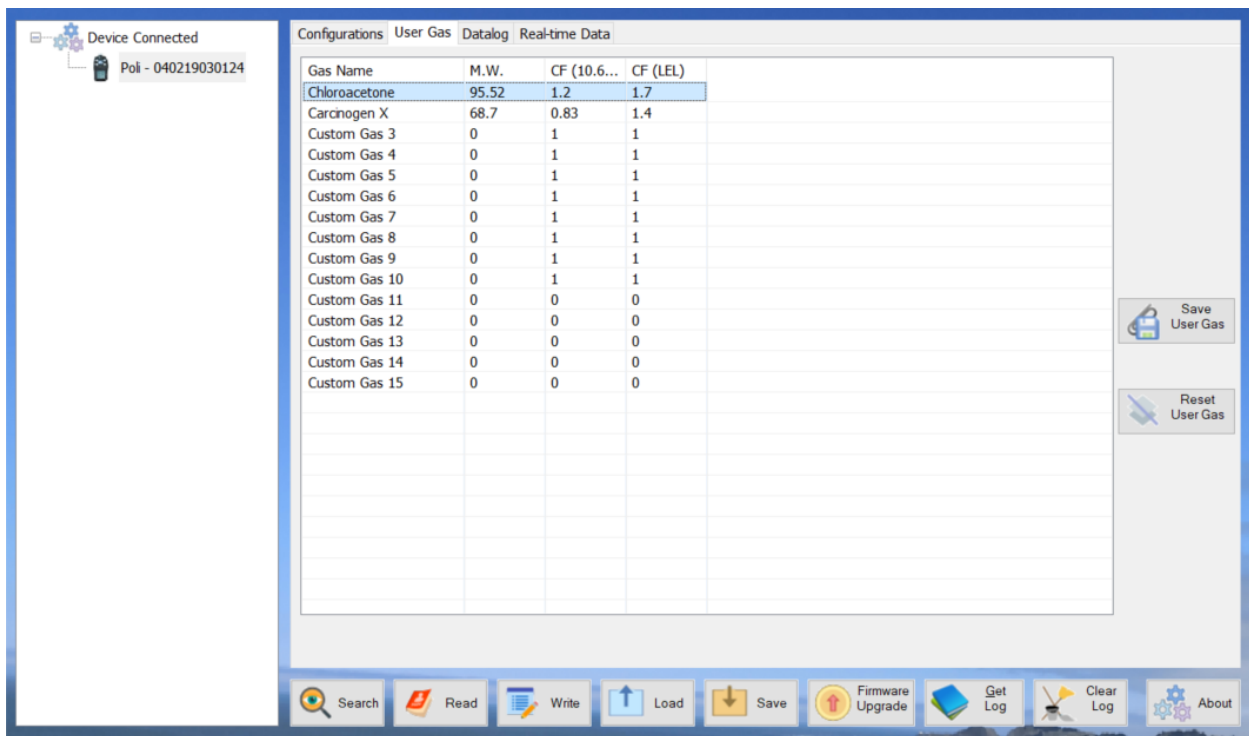 Device Connected
Poli - 040219030124
Configurations User Gas Datalog Real-time Data
Gas Name M.W. CF (10.6... CF (LEL)
Chloroacetone 95.52 1.2 1.7
Carcinogen X 68.7 0.83 1.4
Custom Gas 3 0 1 1
Custom Gas 4 0 1 1
Custom Gas 5 0 1 1
Custom Gas 6 0 1 1
Custom Gas 7 0 1 1
Custom Gas 8 0 1 1
Custom Gas 9 0 1 1
Custom Gas 10 0 1 1
Custom Gas 11 0 0 0
Custom Gas 12 0 0 0
Custom Gas 13 0 0 0
Custom Gas 14 0 0 0
Custom Gas 15 0 0 0
Save
User Gas
Reset
User Gas
Search
Read
Write
Load
Save
Firmware
Upgrade
Get
Log
Clear
Log
About